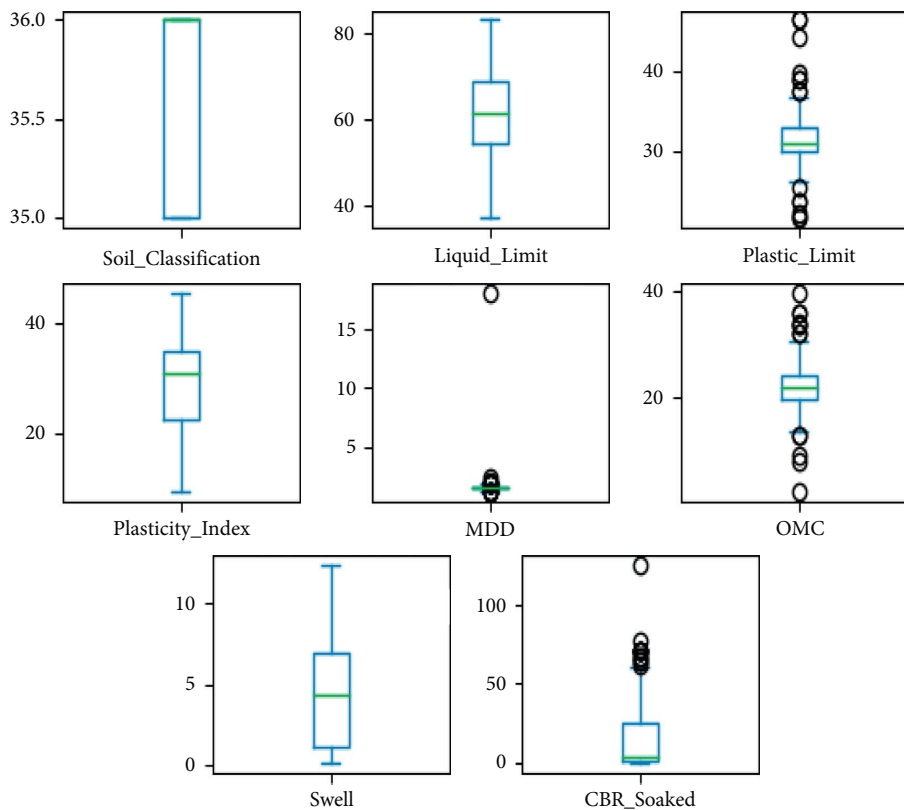 36.0
35.5
35.0
Soil_Classification
80
60
40
Liquid_Limit
40
30
Plastic_Limit
40
20
Plasticity_Index
15
10
5
MDD
40
20
OMC
10
5
0
Swell
100
50
0
CBR_Soaked